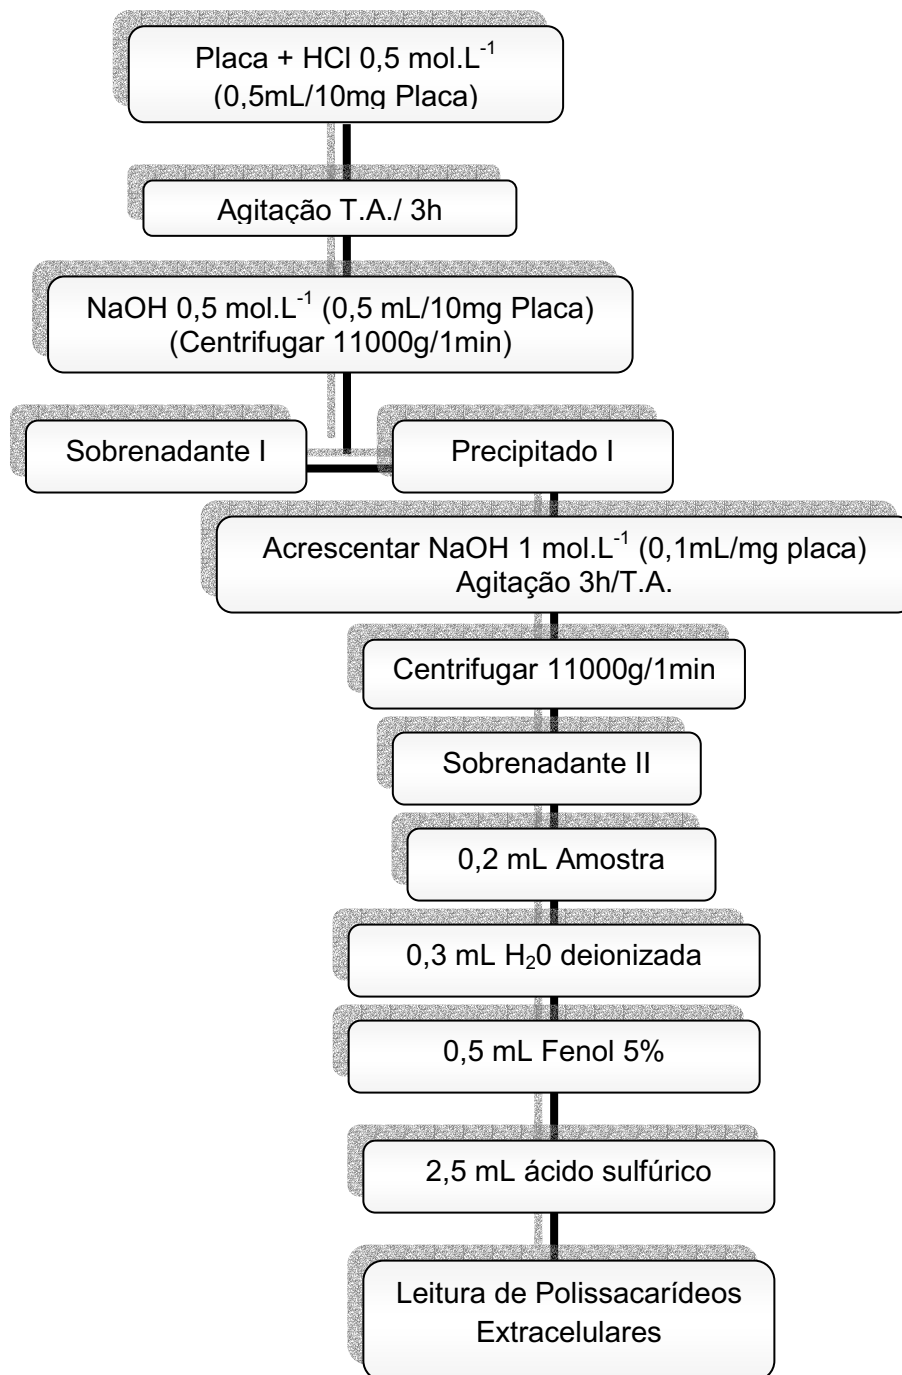 Placa + HCl 0,5 mol.L⁻¹
(0,5mL/10mg Placa)
Agitação T.A./ 3h
NaOH 0,5 mol.L⁻¹ (0,5 mL/10mg Placa)
(Centrifugar 11000g/1min)
Sobrenadante I
Precipitado I
Acrescentar NaOH 1 mol.L⁻¹ (0,1mL/mg placa)
Agitação 3h/T.A.
Centrifugar 11000g/1min
Sobrenadante II
0,2 mL Amostra
0,3 mL H₂0 deionizada
0,5 mL Fenol 5%
2,5 mL ácido sulfúrico
Leitura de Polissacarídeos
Extracelulares